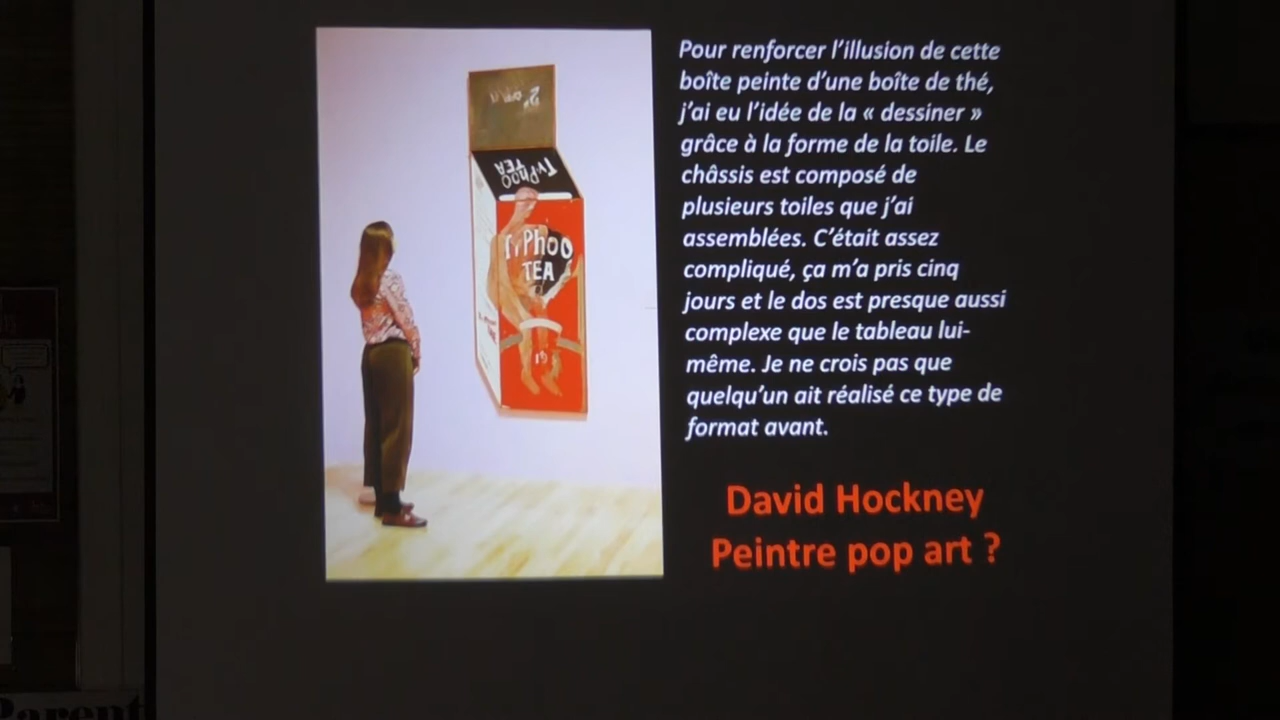 Pour renforcer l'illusion de cette
boîte peinte d'une boîte de thé,
j'ai eu l'idée de la « dessiner »
grâce à la forme de la toile. Le
châssis est composé de
plusieurs toiles que j'ai
assemblées. C'était assez
compliqué, ça m'a pris cinq
jours et le dos est presque aussi
complexe que le tableau lui-
même. Je ne crois pas que
quelqu'un ait réalisé ce type de
format avant.
David Hockney
Peintre pop art ?
TyPhoo
TEA
TyPhoo
TEA
Parent